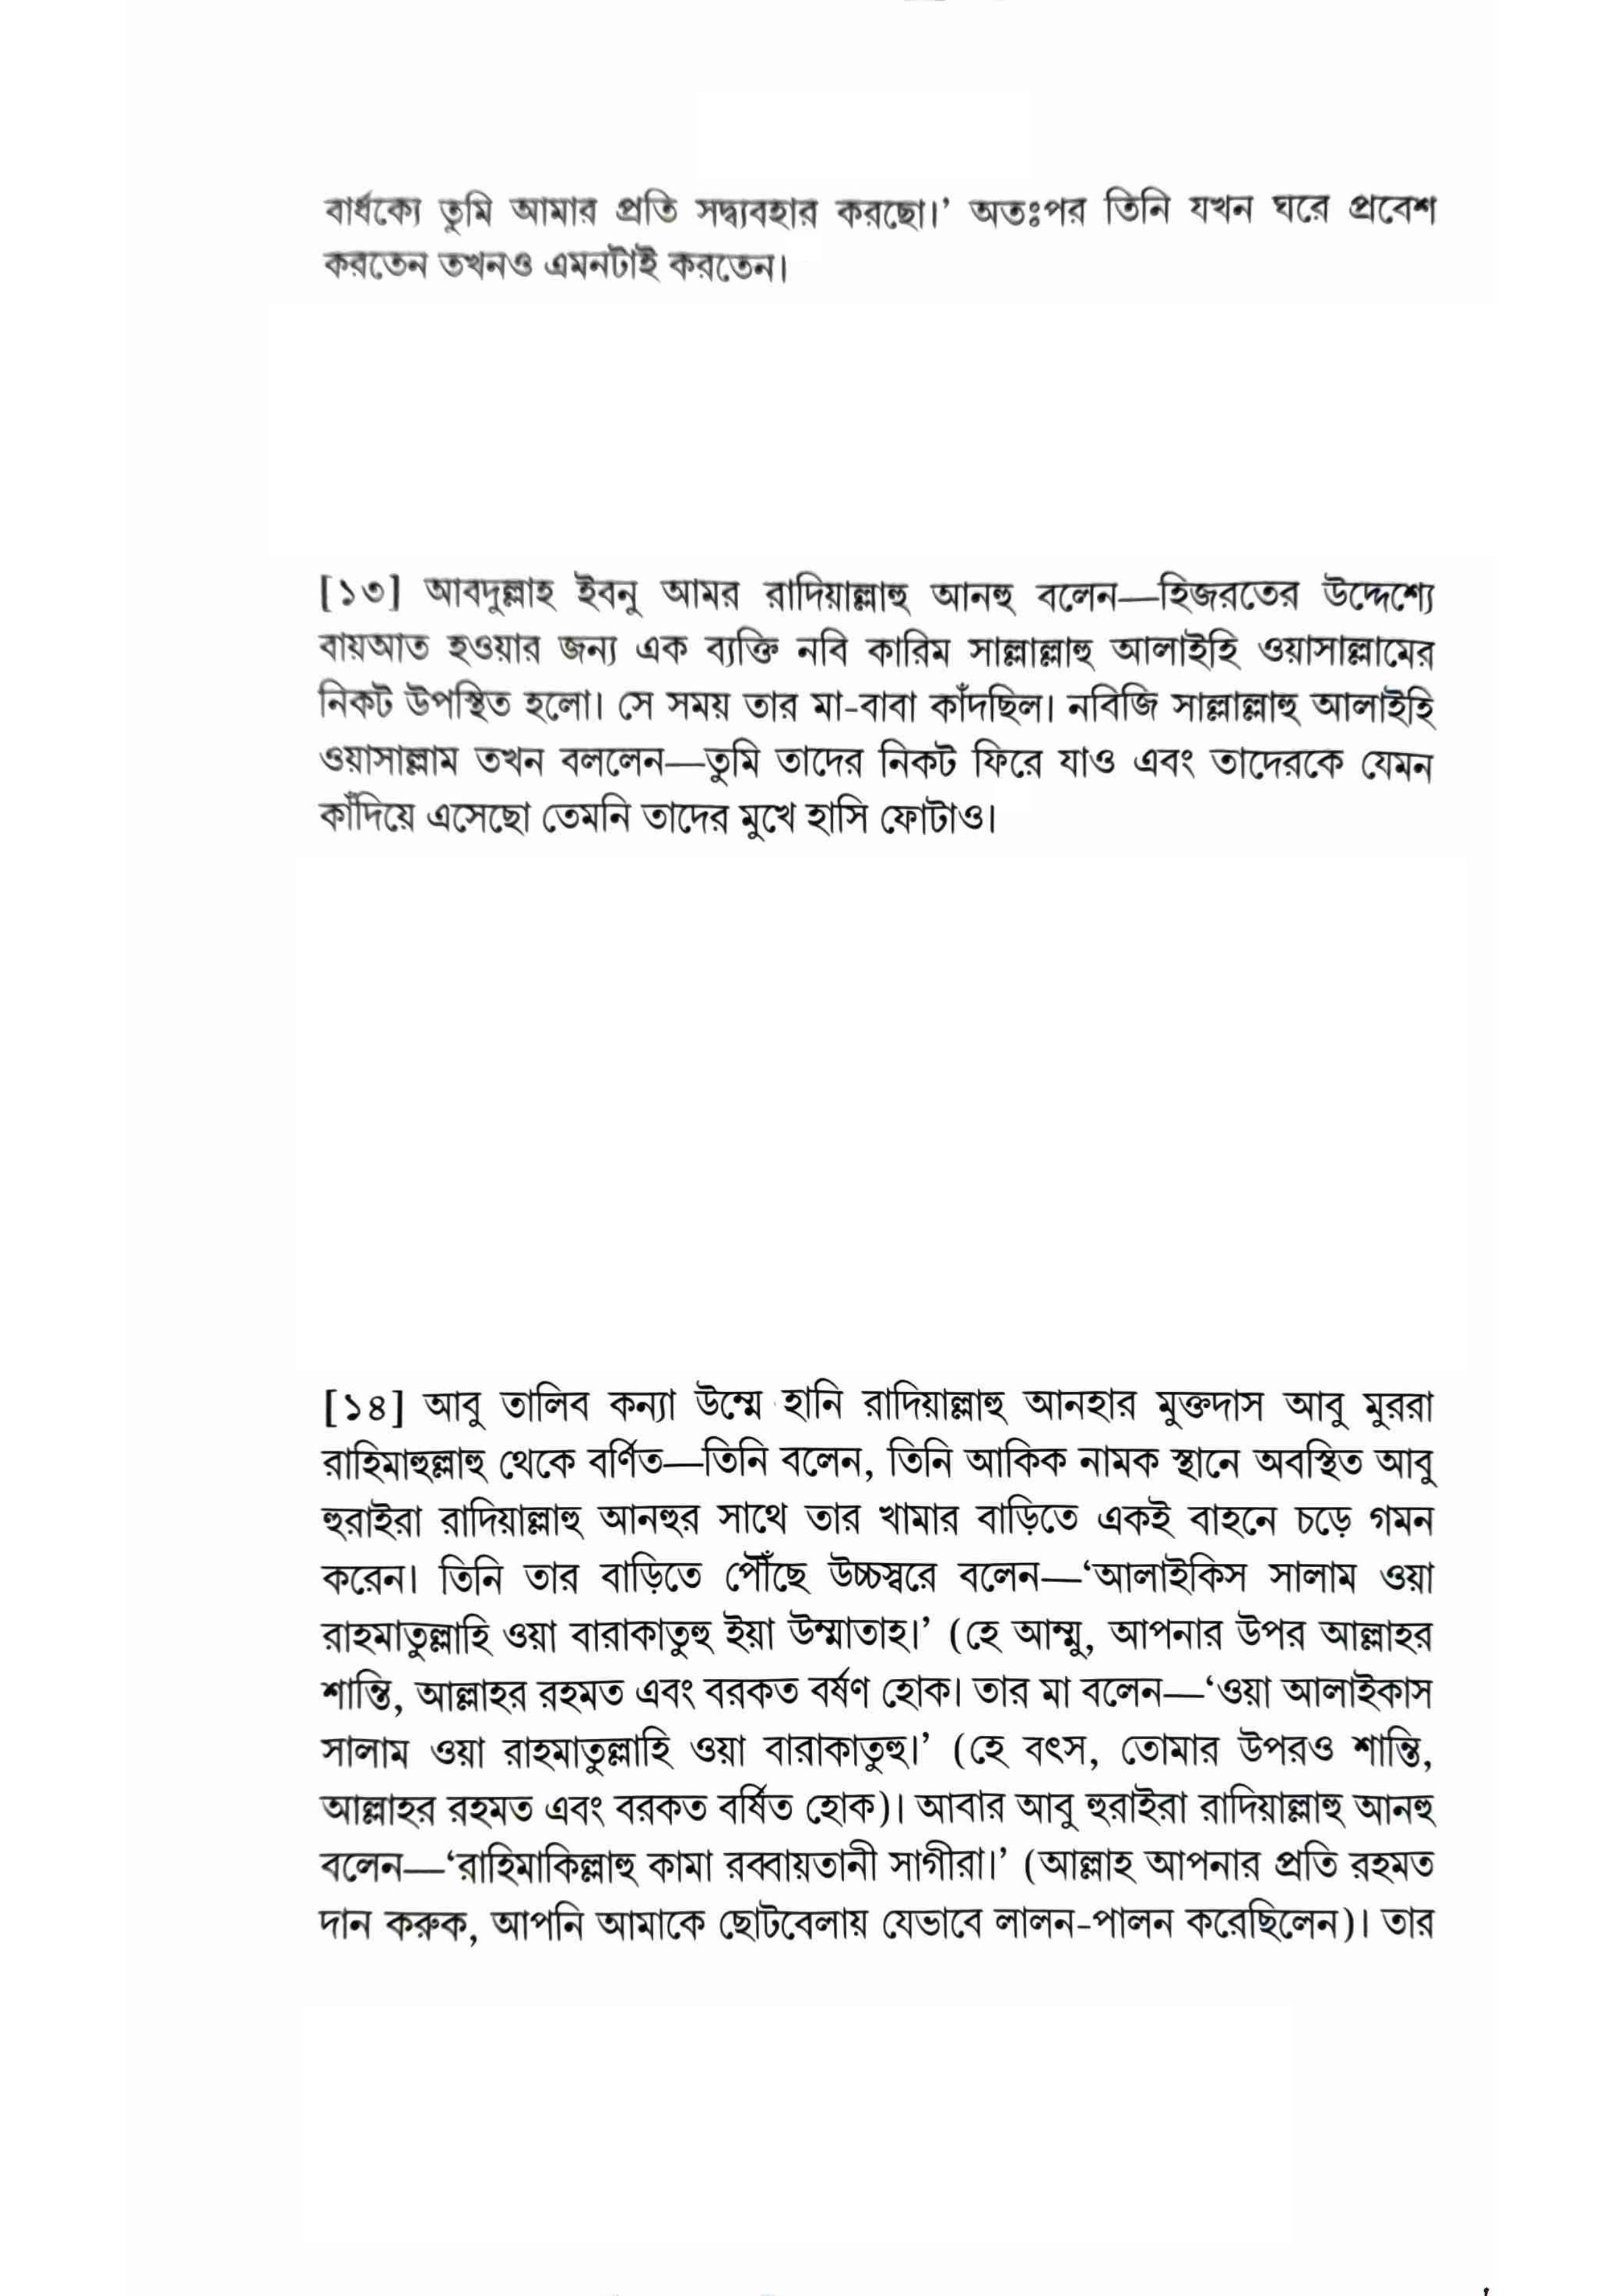 বার্ধক্যে তুমি আমার প্রতি সদ্ব্যবহার করছো।’ অতঃপর তিনি যখন ঘরে প্রবেশ
করতেন তখনও এমনটাই করতেন।
[১৩] আবদুল্লাহ ইবনু আমর রাদিয়াল্লাহু আনহু বলেন—হিজরতের উদ্দেশ্যে
বায়আত হওয়ার জন্য এক ব্যক্তি নবি কারিম সাল্লাল্লাহু আলাইহি ওয়াসাল্লামের
নিকট উপস্থিত হলো। সে সময় তার মা-বাবা কাঁদছিল। নবিজি সাল্লাল্লাহু আলাইহি
ওয়াসাল্লাম তখন বললেন—তুমি তাদের নিকট ফিরে যাও এবং তাদেরকে যেমন
কাঁদিয়ে এসেছো তেমনি তাদের মুখে হাসি ফোটাও।
[১৪] আবু তালিব কন্যা উম্মে হানি রাদিয়াল্লাহু আনহার মুক্তদাস আবু মুররা
রাহিমাহুল্লাহু থেকে বর্ণিত—তিনি বলেন, তিনি আকিক নামক স্থানে অবস্থিত আবু
হুরাইরা রাদিয়াল্লাহু আনহুর সাথে তার খামার বাড়িতে একই বাহনে চড়ে গমন
করেন। তিনি তার বাড়িতে পৌঁছে উচ্চস্বরে বলেন—‘আলাইকিস সালাম ওয়া
রাহমাতুল্লাহি ওয়া বারাকাতুহু ইয়া উম্মাতাহ।’ (হে আম্মু, আপনার উপর আল্লাহর
শান্তি, আল্লাহর রহমত এবং বরকত বর্ষণ হোক। তার মা বলেন—‘ওয়া আলাইকাস
সালাম ওয়া রাহমাতুল্লাহি ওয়া বারাকাতুহু।’ (হে বৎস, তোমার উপরও শান্তি,
আল্লাহর রহমত এবং বরকত বর্ষিত হোক)। আবার আবু হুরাইরা রাদিয়াল্লাহু আনহু
বলেন—‘রাহিমাকিল্লাহু কামা রব্বায়তানী সাগীরা।’ (আল্লাহ আপনার প্রতি রহমত
দান করুক, আপনি আমাকে ছোটবেলায় যেভাবে লালন-পালন করেছিলেন)। তার